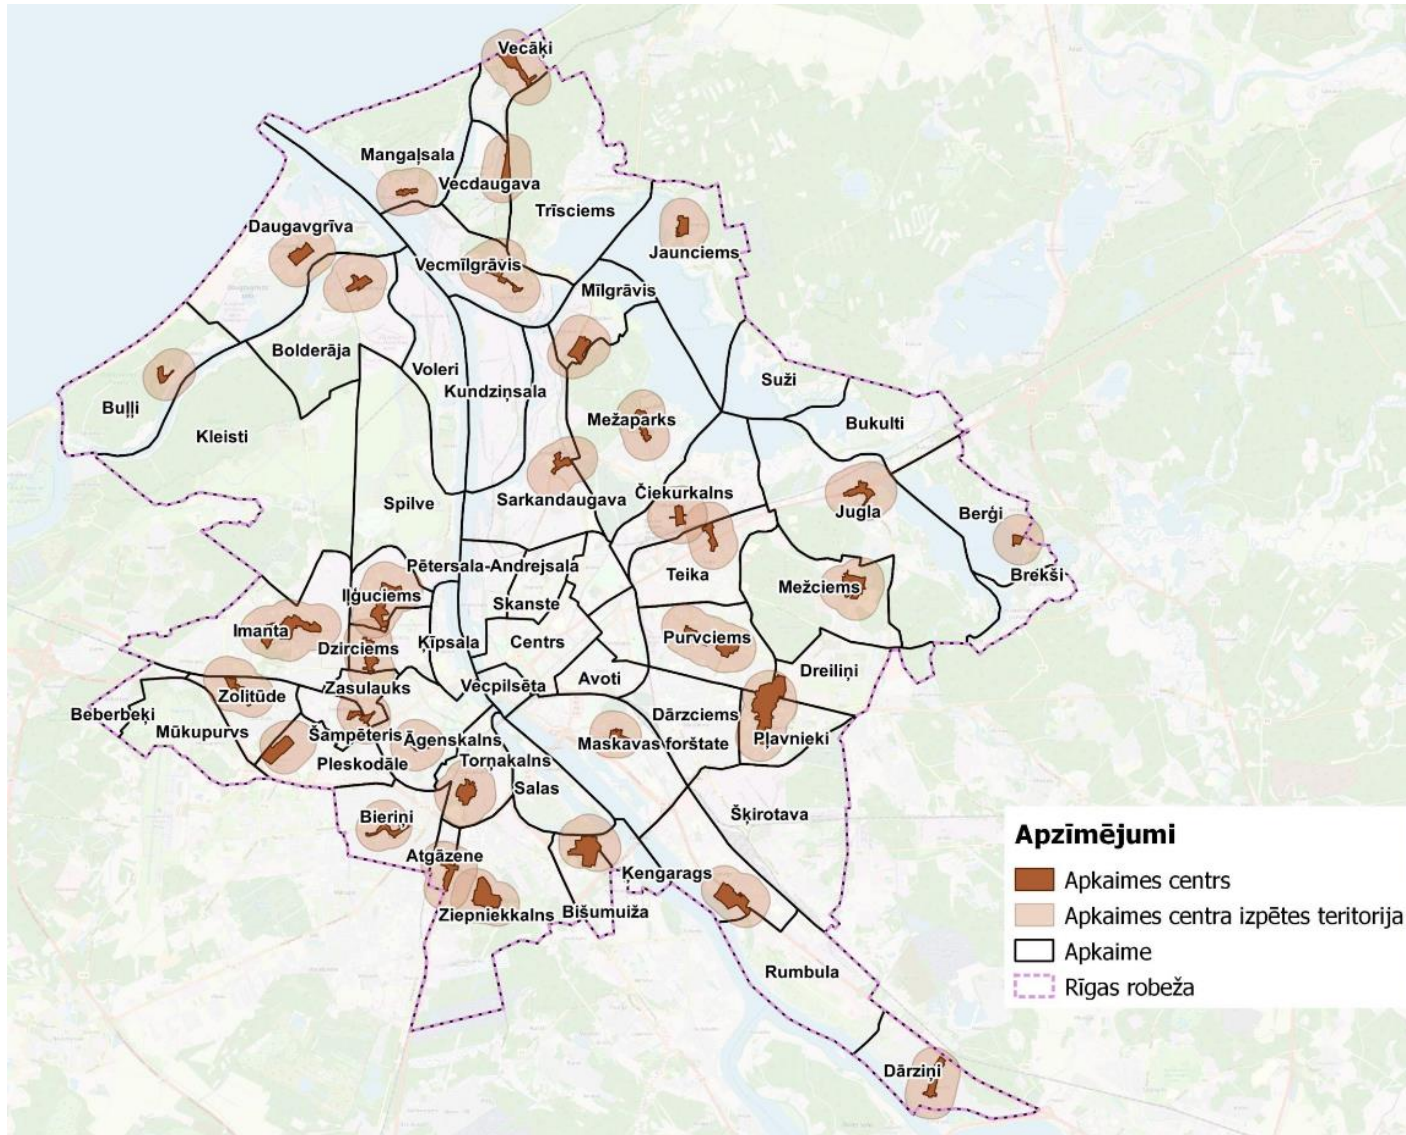 Vecāķi
Mangaļsala
Vecdaugava
Trīsciems
Daugavgrīva
Jaunciems
Vecmīlgrāvis
Mīlgrāvis
Bolderāja
Voleri
Kundziņsala
Suži
Buļļi
Mežaparks
Bukulti
Kleisti
Spilve
Sarkandaugava
Čiekurkalns
Jugla
Berģi
Pētersala-Andrejsala
Teika
Brekši
Mežciems
Iļģuciems
Skanste
Imanta
Dzirciems
Ķīpsala
Centrs
Purvciems
Dreiliņi
Zolitūde
Zasulauks
Vecpilsēta
Avoti
Beberbeķi
Mūkupurvs
Šampēteris
Āgenskalns
Maskavas forštate
Dārzciems
Pļavnieki
Pleskodāle
Torņakalns
Salas
Bieriņi
Šķirotava
Atgāzene
Ķengarags
Ziepniekkalns
Bišumuiža
Rumbula
Dārziņi
Apzīmējumi
Apkaimes centrs
Apkaimes centra izpētes teritorija
Apkaime
Rīgas robeža